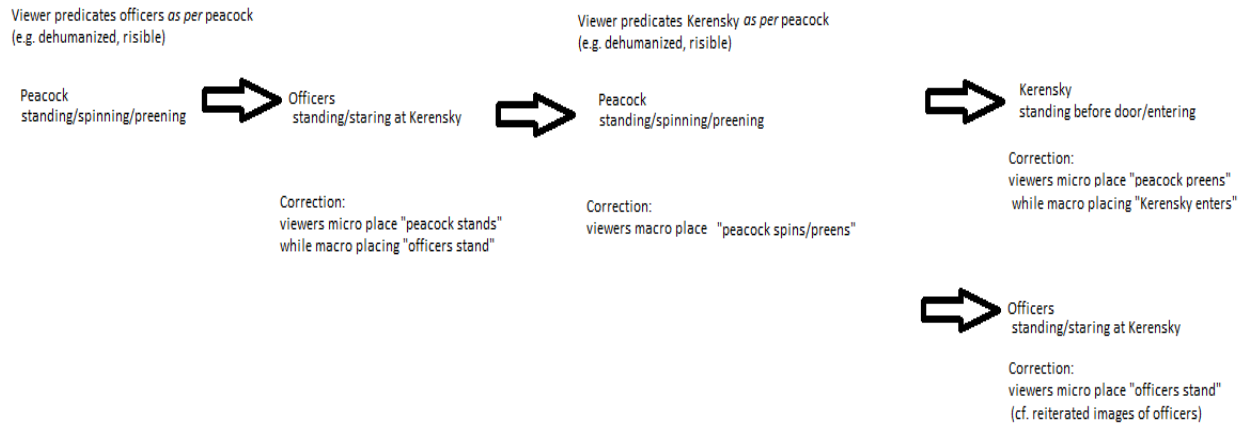 Viewer predicates officers as per peacock
(e.g. dehumanized, risible)
Viewer predicates Kerensky as per peacock
(e.g. dehumanized, risible)
Peacock
standing/spinning/preening
Officers
standing/staring at Kerensky
Peacock
standing/spinning/preening
Kerensky
standing before door/entering
Correction:
viewers micro place "peacock stands"
while macro placing "officers stand"
Correction:
viewers macro place "peacock spins/preens"
Correction:
viewers micro place "peacock preens"
while macro placing "Kerensky enters"
Officers
standing/staring at Kerensky
Correction:
viewers micro place "officers stand"
(cf. reiterated images of officers)